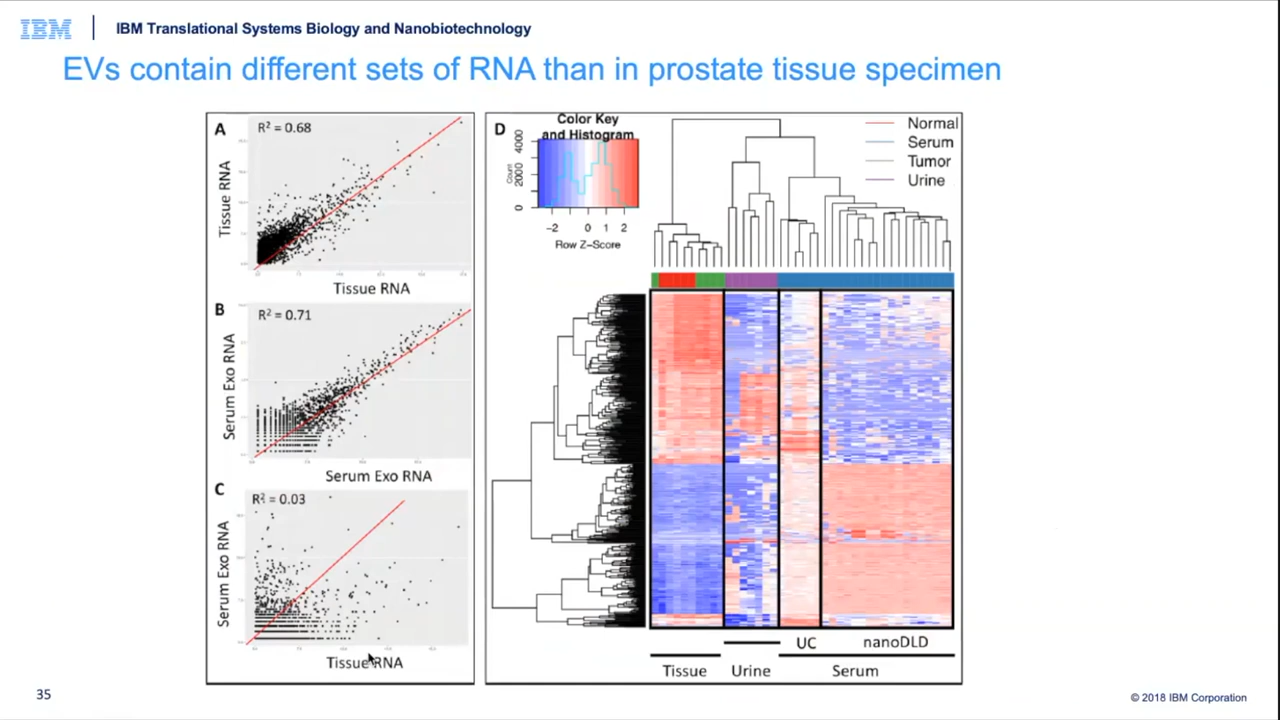 IBM
IBM Translational Systems Biology and Nanobiotechnology
EVs contain different sets of RNA than in prostate tissue specimen
A
R² = 0.68
Tissue RNA
Tissue RNA
B
R² = 0.71
Serum Exo RNA
Serum Exo RNA
C
R² = 0.03
Serum Exo RNA
Tissue RNA
D
Color Key
and Histogram
Count
0 2000 4000
−2 0 1 2
Row Z−Score
Normal
Serum
Tumor
Urine
UC
nanoDLD
Tissue
Urine
Serum
35
© 2018 IBM Corporation